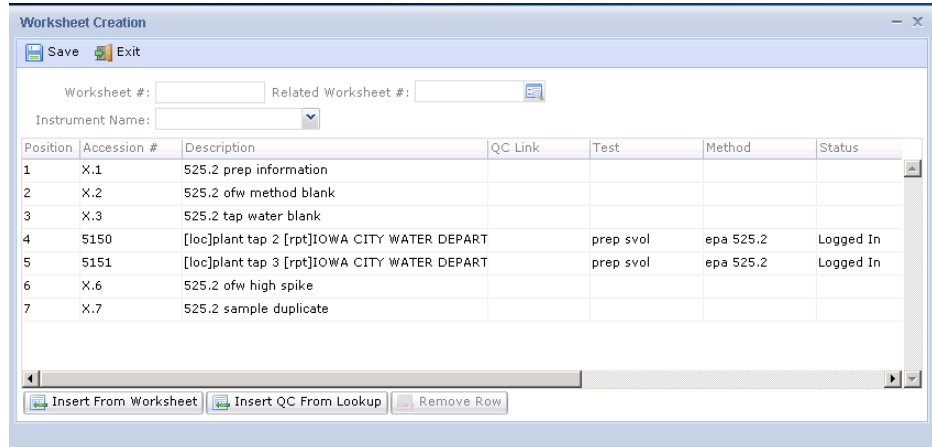 Worksheet Creation
Save Exit
Worksheet #: Related Worksheet #:
Instrument Name:
Position Accession # Description QC Link Test Method Status
1 X.1 525.2 prep information
2 X.2 525.2 ofw method blank
3 X.3 525.2 tap water blank
4 5150 [loc]plant tap 2 [rpt]IOWA CITY WATER DEPART prep svol epa 525.2 Logged In
5 5151 [loc]plant tap 3 [rpt]IOWA CITY WATER DEPART prep svol epa 525.2 Logged In
6 X.6 525.2 ofw high spike
7 X.7 525.2 sample duplicate
Insert From Worksheet Insert QC From Lookup Remove Row